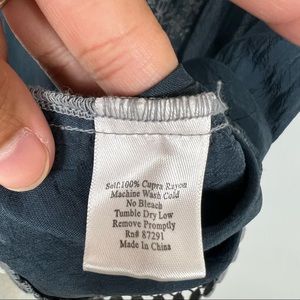 Self:100% Cupra Rayon
Machine Wash Cold
No Bleach
Tumble Dry Low
Remove Promptly
Rn# 87291
Made In China